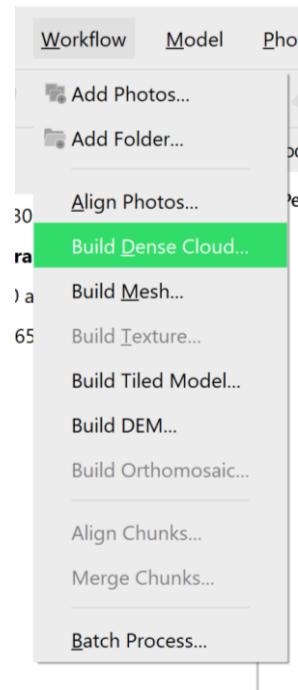 Workflow Model Pho
Add Photos...
Add Folder...
Align Photos...
Build Dense Cloud...
Build Mesh...
Build Texture...
Build Tiled Model...
Build DEM...
Build Orthomosaic...
Align Chunks...
Merge Chunks...
Batch Process...